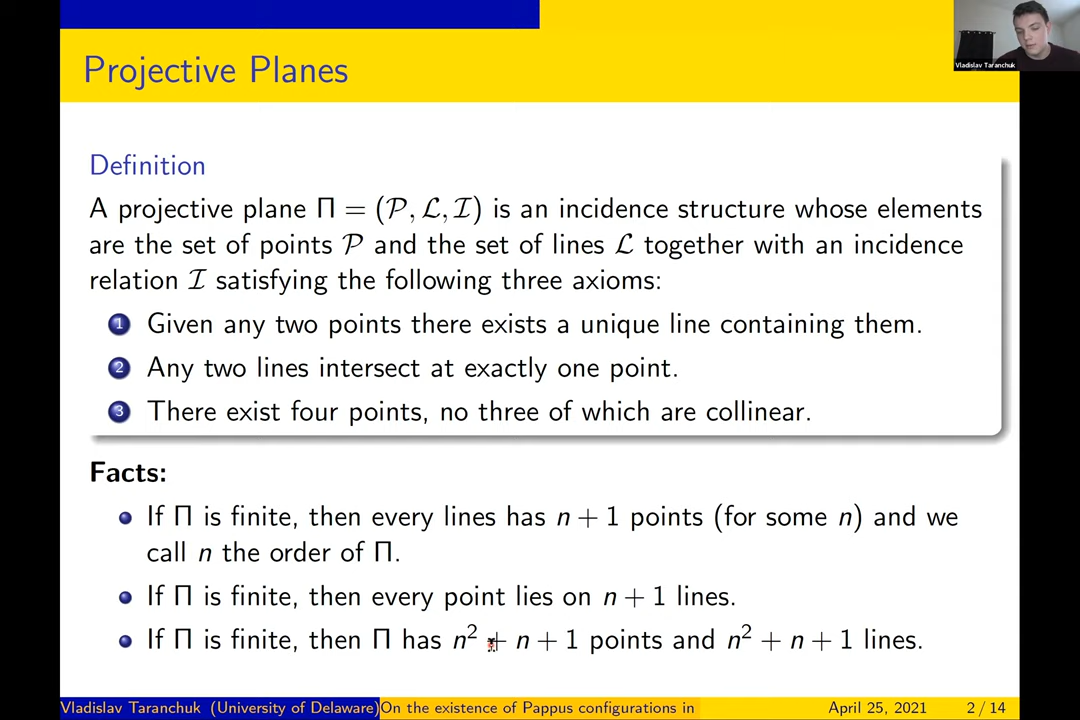 Projective Planes
Vladislav Taranchuk
Definition
A projective plane Π = (𝒫, ℒ, ℐ) is an incidence structure whose elements
are the set of points 𝒫 and the set of lines ℒ together with an incidence
relation ℐ satisfying the following three axioms:
1 Given any two points there exists a unique line containing them.
2 Any two lines intersect at exactly one point.
3 There exist four points, no three of which are collinear.
Facts:
• If Π is finite, then every lines has n + 1 points (for some n) and we
call n the order of Π.
• If Π is finite, then every point lies on n + 1 lines.
• If Π is finite, then Π has n² + n + 1 points and n² + n + 1 lines.
Vladislav Taranchuk (University of Delaware) On the existence of Pappus configurations in April 25, 2021 2 / 14